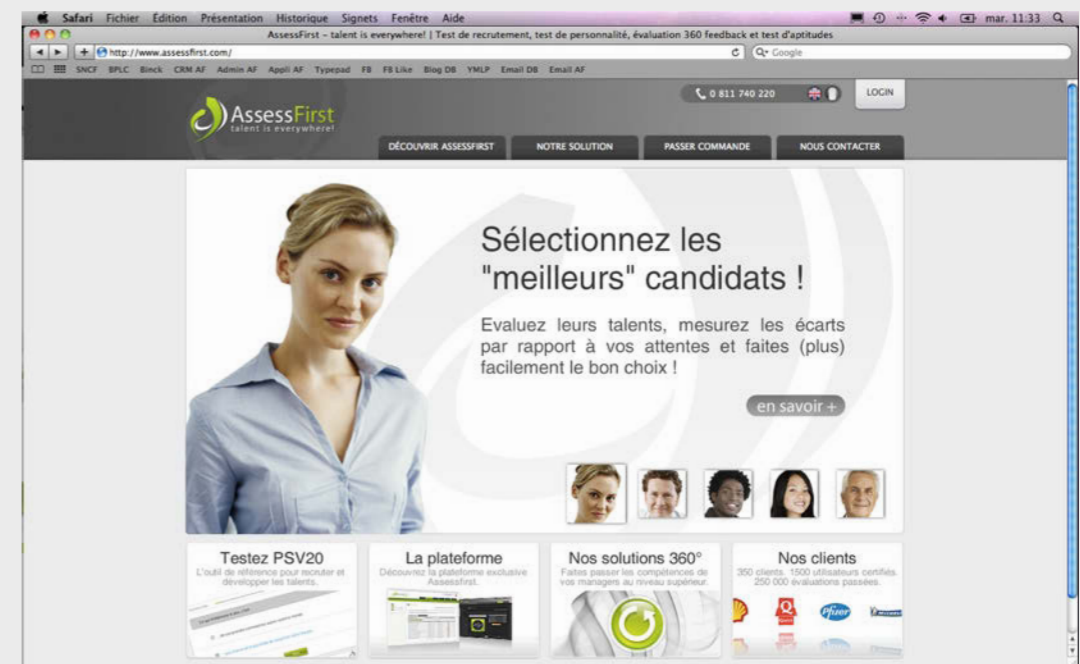 Safari Fichier Édition Présentation Historique Signets Fenêtre Aide mar. 11:33
AssessFirst – talent is everywhere! | Test de recrutement, test de personnalité, évaluation 360 feedback et test d'aptitudes
http://www.assessfirst.com/ Google
SNCF BPLC Binck CRM AF Admin AF Appli AF Typepad FB FB Like Blog DB YMLP Email DB Email AF
0 811 740 220 LOGIN
AssessFirst
talent is everywhere!
DÉCOUVRIR ASSESSFIRST NOTRE SOLUTION PASSER COMMANDE NOUS CONTACTER
Sélectionnez les
"meilleurs" candidats !
Evaluez leurs talents, mesurez les écarts
par rapport à vos attentes et faites (plus)
facilement le bon choix !
en savoir +
Testez PSV20
L'outil de référence pour recruter et
développer les talents.
La plateforme
Découvrez la plateforme exclusive
Assessfirst.
Nos solutions 360°
Faites passer les compétences de
vos managers au niveau supérieur.
Nos clients
350 clients. 1500 utilisateurs certifiés.
250 000 évaluations passées.
Pfizer